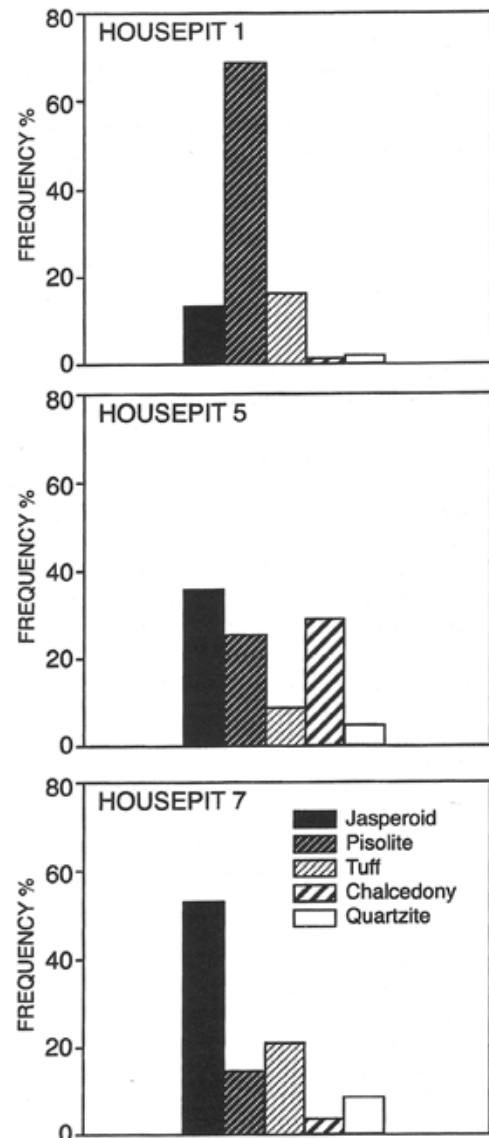 HOUSEPIT 1
FREQUENCY %
80
60
40
20
0
HOUSEPIT 5
FREQUENCY %
80
60
40
20
0
HOUSEPIT 7
FREQUENCY %
80
60
40
20
0
Jasperoid
Pisolite
Tuff
Chalcedony
Quartzite